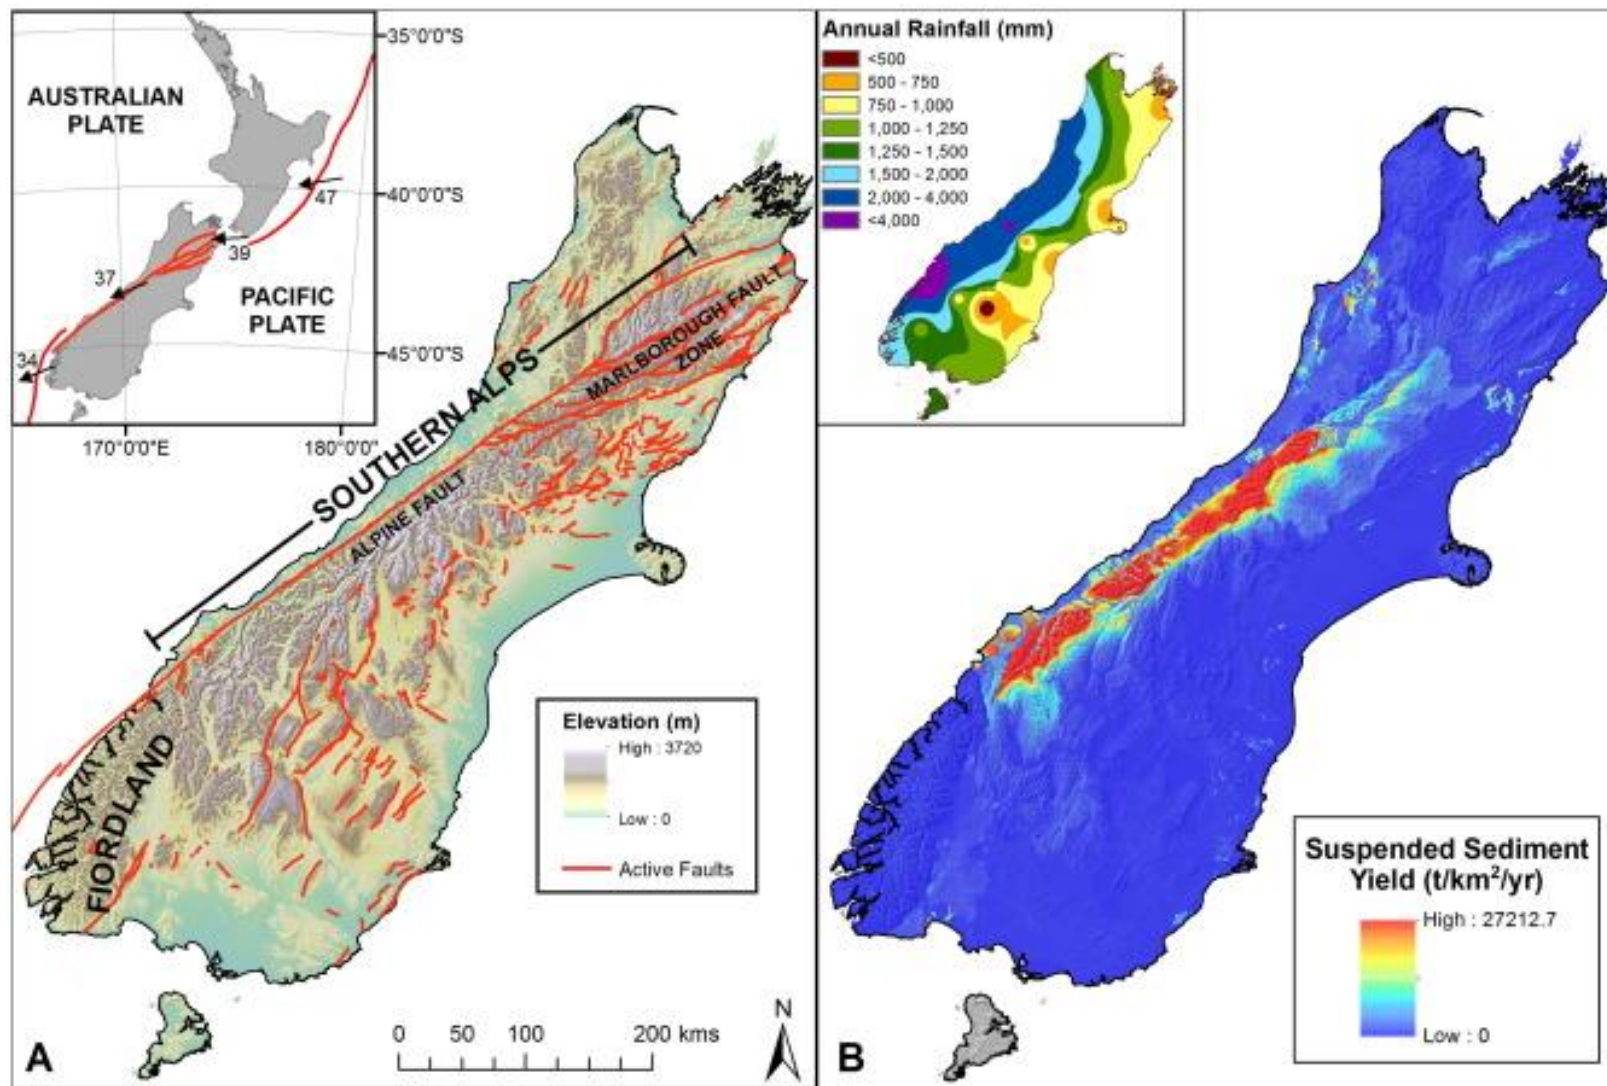 AUSTRALIAN
PLATE
PACIFIC
PLATE
47
39
37
34
35°0'0"S
40°0'0"S
45°0'0"S
170°0'0"E
180°0'0"E
SOUTHERN ALPS
ALPINE FAULT
MARLBOROUGH FAULT
ZONE
FIORDLAND
Elevation (m)
High : 3720
Low : 0
Active Faults
0 50 100 200 kms
N
A
Annual Rainfall (mm)
<500
500 - 750
750 - 1,000
1,000 - 1,250
1,250 - 1,500
1,500 - 2,000
2,000 - 4,000
<4,000
Suspended Sediment
Yield (t/km²/yr)
High : 27212.7
Low : 0
B